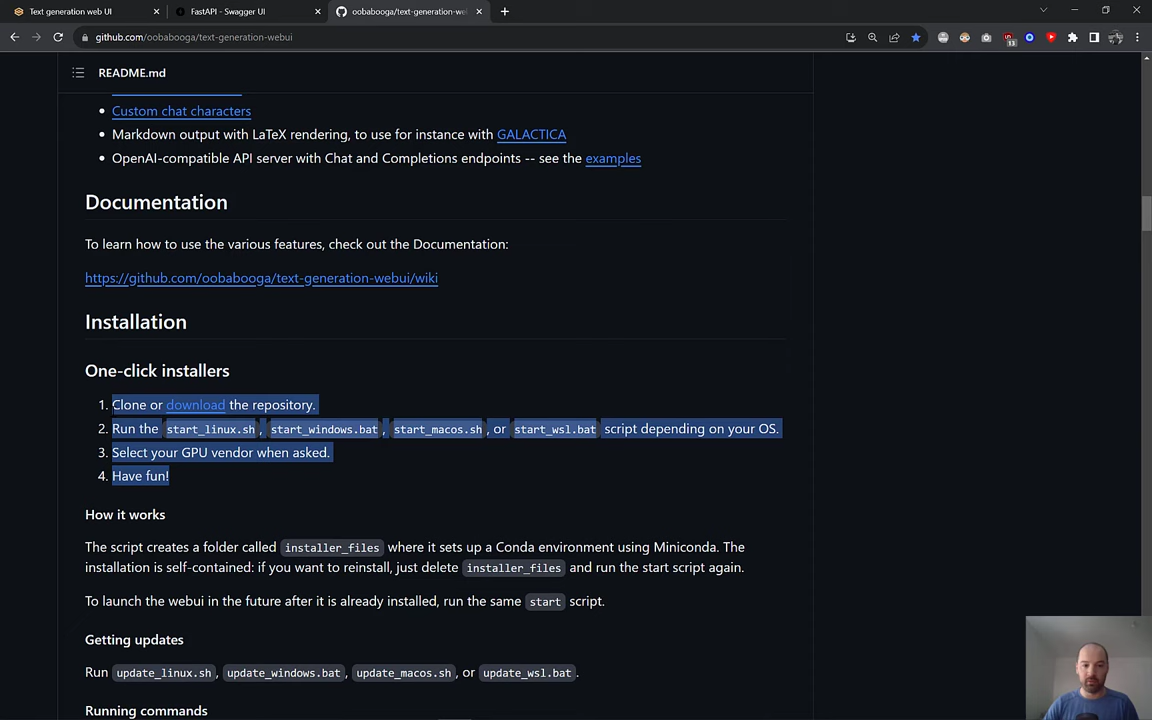 Text generation web UI
FastAPI - Swagger UI
oobabooga/text-generation-we
github.com/oobabooga/text-generation-webui
13
README.md
Custom chat characters
Markdown output with LaTeX rendering, to use for instance with GALACTICA
OpenAI-compatible API server with Chat and Completions endpoints -- see the examples
Documentation
To learn how to use the various features, check out the Documentation:
https://github.com/oobabooga/text-generation-webui/wiki
Installation
One-click installers
1. Clone or download the repository.
2. Run the start_linux.sh, start_windows.bat, start_macos.sh, or start_wsl.bat script depending on your OS.
3. Select your GPU vendor when asked.
4. Have fun!
How it works
The script creates a folder called installer_files where it sets up a Conda environment using Miniconda. The
installation is self-contained: if you want to reinstall, just delete installer_files and run the start script again.
To launch the webui in the future after it is already installed, run the same start script.
Getting updates
Run update_linux.sh, update_windows.bat, update_macos.sh, or update_wsl.bat.
Running commands